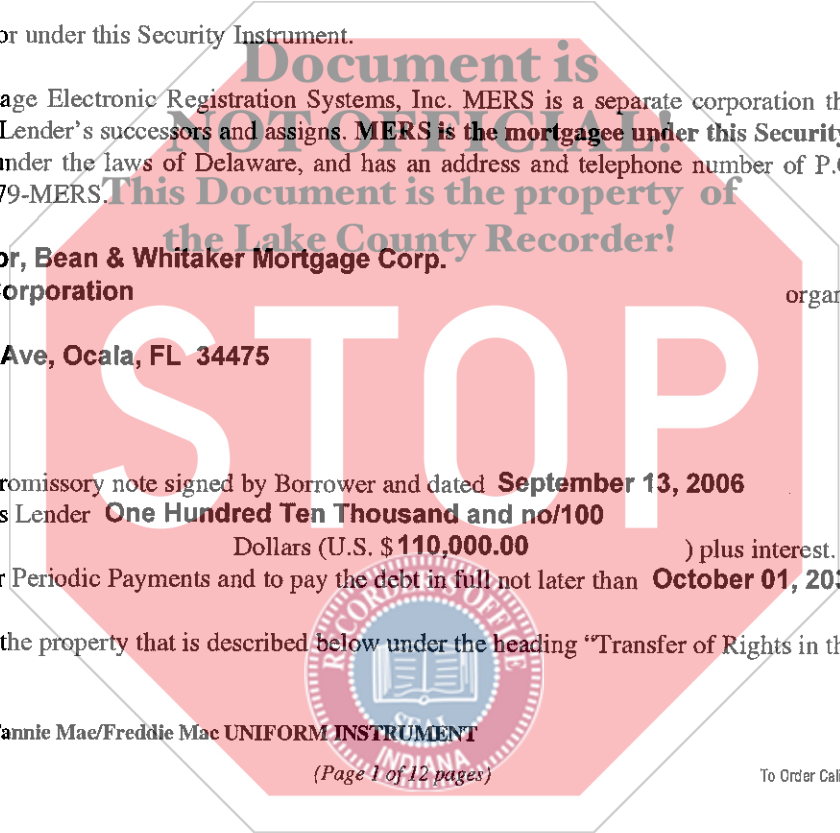 or under this Security Instrument.
Document is
age Electronic Registration Systems, Inc. MERS is a separate corporation th
NOT OFFICIAL!
Lender's successors and assigns. MERS is the mortgagee under this Security
under the laws of Delaware, and has an address and telephone number of P.O
79-MERS.
This Document is the property of
the Lake County Recorder!
or, Bean & Whitaker Mortgage Corp.
orporation organ
Ave, Ocala, FL 34475
STOP
romissory note signed by Borrower and dated September 13, 2006
s Lender One Hundred Ten Thousand and no/100
Dollars (U.S. $110,000.00 ) plus interest.
r Periodic Payments and to pay the debt in full not later than October 01, 203
the property that is described below under the heading "Transfer of Rights in th
RECORDER'S OFFICE
SEAL
INDIANA
annie Mae/Freddie Mac UNIFORM INSTRUMENT
(Page 1 of 12 pages)
To Order Cal